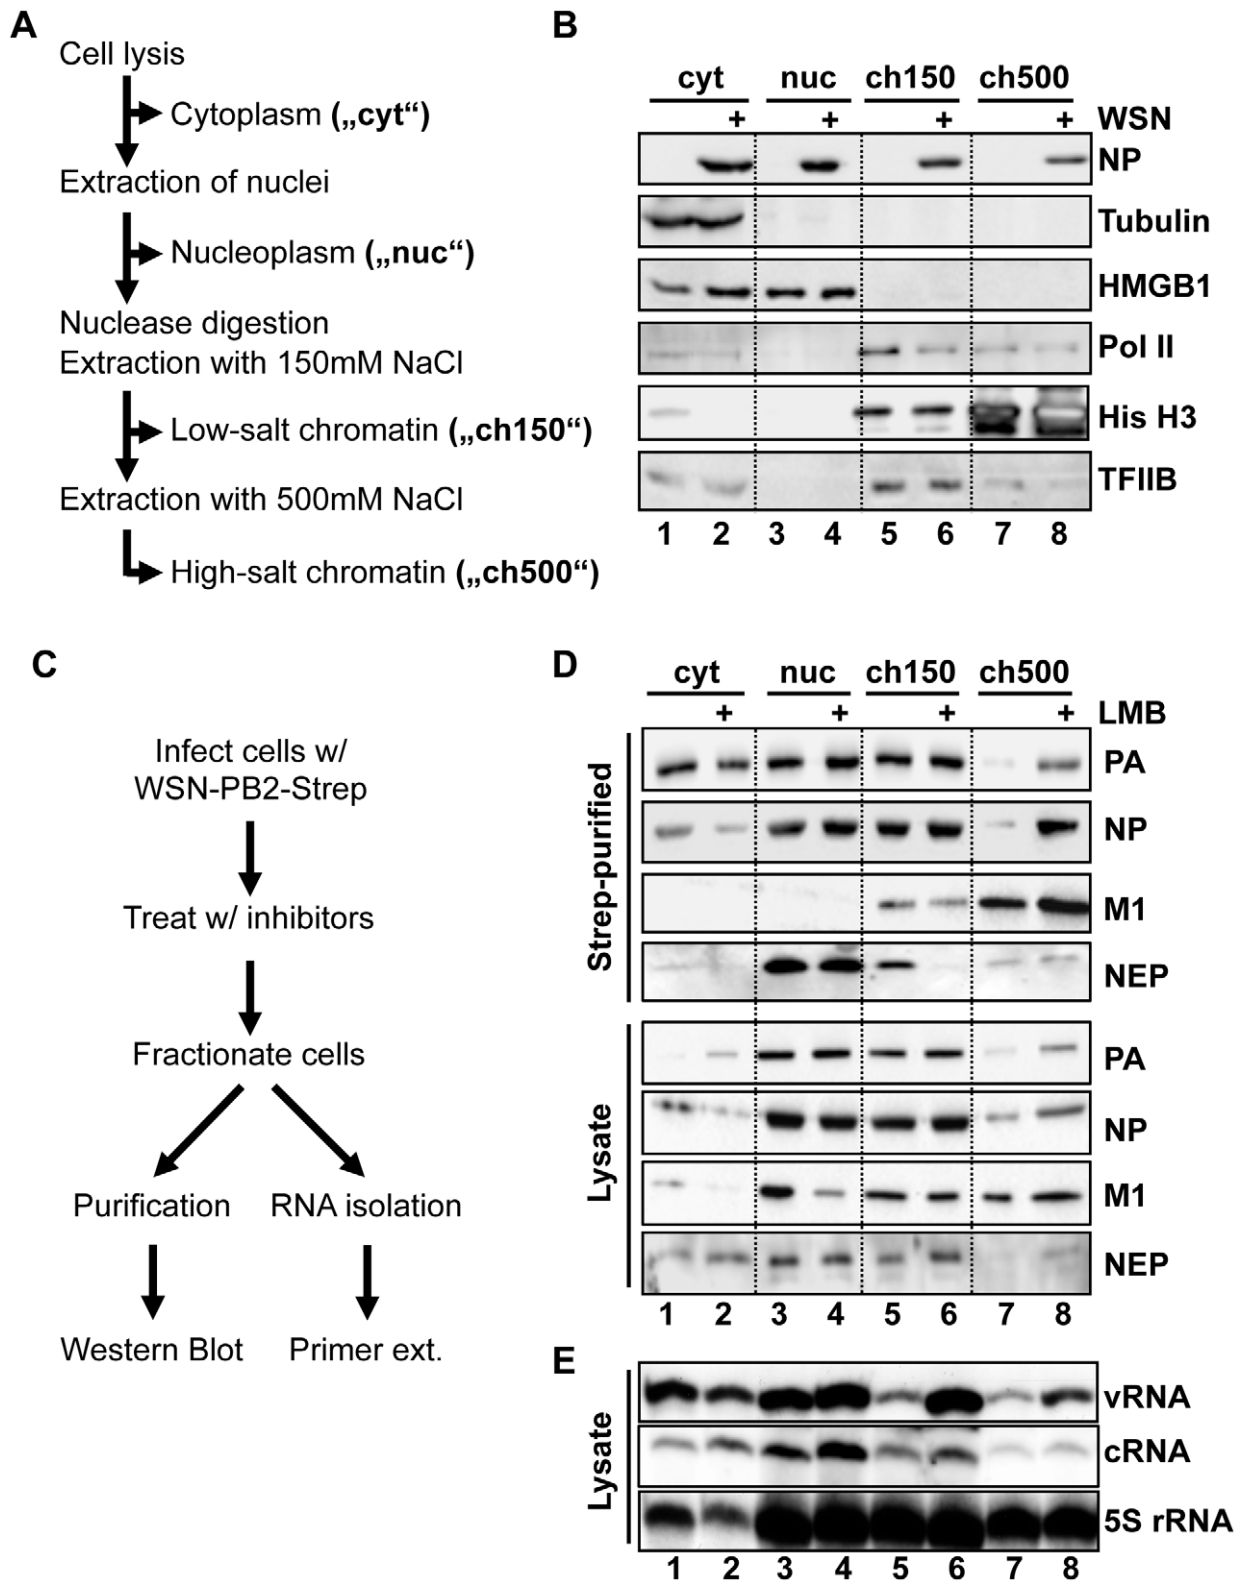 A
Cell lysis
Cytoplasm („cyt“)
Extraction of nuclei
Nucleoplasm („nuc“)
Nuclease digestion
Extraction with 150mM NaCl
Low-salt chromatin („ch150“)
Extraction with 500mM NaCl
High-salt chromatin („ch500“)
B
cyt nuc ch150 ch500
+ + + + WSN
NP
Tubulin
HMGB1
Pol II
His H3
TFIIB
1 2 3 4 5 6 7 8
C
Infect cells w/
WSN-PB2-Strep
Treat w/ inhibitors
Fractionate cells
Purification RNA isolation
Western Blot Primer ext.
D
cyt nuc ch150 ch500
+ + + + LMB
Strep-purified
PA
NP
M1
NEP
Lysate
PA
NP
M1
NEP
1 2 3 4 5 6 7 8
E
Lysate
vRNA
cRNA
5S rRNA
1 2 3 4 5 6 7 8